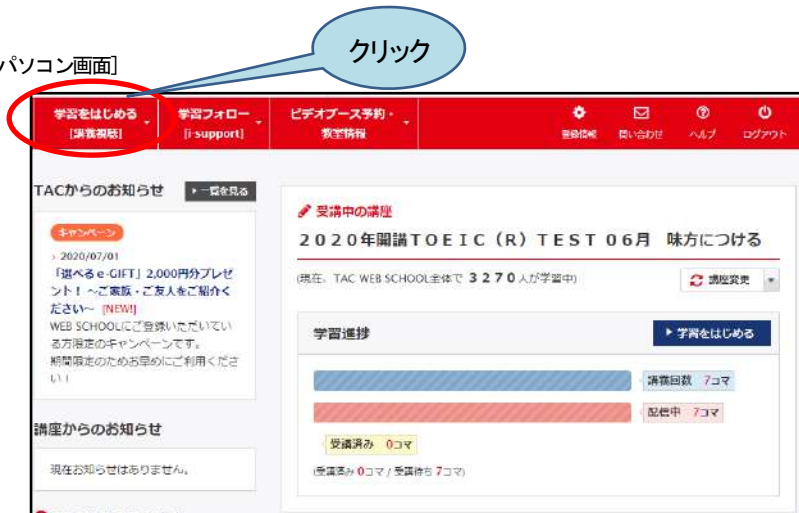 クリック
パソコン画面]
学習をはじめる
[講義視聴]
学習フォロー
[i-support]
ビデオブース予約・
教室情報
登録情報
問い合わせ
ヘルプ
ログアウト
TACからのお知らせ
一覧を見る
キャンペーン
2020/07/01
「選べるe-GIFT」2,000円分プレゼ
ント！～ご家族・ご友人をご紹介く
ださい～ [NEW!]
WEB SCHOOLにご登録いただいてい
る方限定のキャンペーンです。
期間限定のためお早めにご利用くださ
い！
講座からのお知らせ
現在お知らせはありません。
受講中の講座
２０２０年開講ＴＯＥＩＣ（Ｒ）ＴＥＳＴ０６月　味方につける
(現在、TAC WEB SCHOOL全体で ３２７０ 人が学習中)
講座変更
学習進捗
学習をはじめる
講義回数 7コマ
配信中 7コマ
受講済み 0コマ
(受講済み 0コマ / 受講待ち 7コマ)